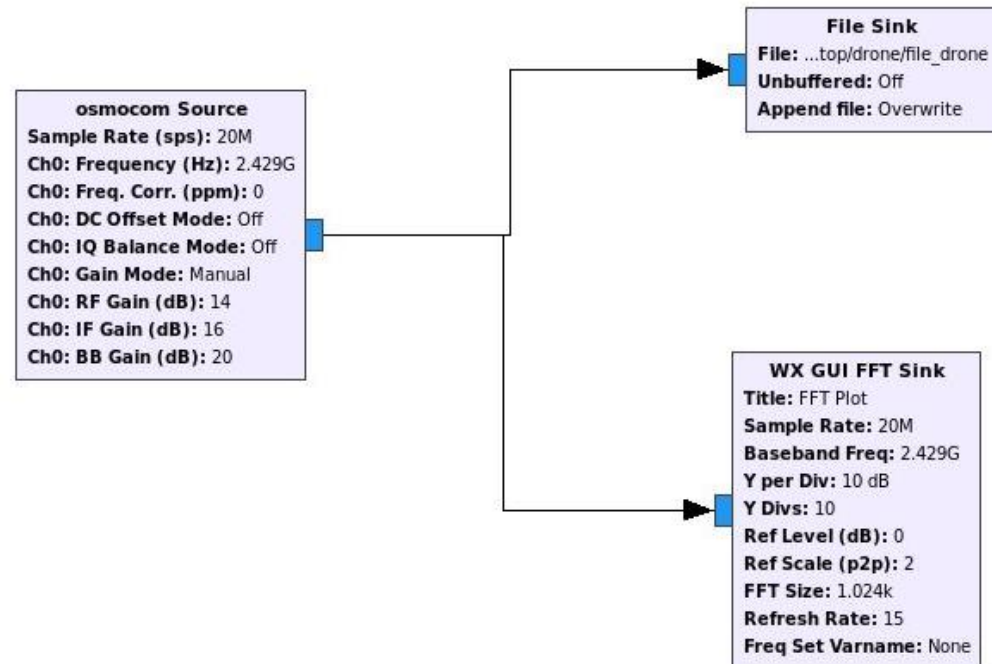 osmocom Source
Sample Rate (sps): 20M
Ch0: Frequency (Hz): 2.429G
Ch0: Freq. Corr. (ppm): 0
Ch0: DC Offset Mode: Off
Ch0: IQ Balance Mode: Off
Ch0: Gain Mode: Manual
Ch0: RF Gain (dB): 14
Ch0: IF Gain (dB): 16
Ch0: BB Gain (dB): 20
File Sink
File: ...top/drone/file_drone
Unbuffered: Off
Append file: Overwrite
WX GUI FFT Sink
Title: FFT Plot
Sample Rate: 20M
Baseband Freq: 2.429G
Y per Div: 10 dB
Y Divs: 10
Ref Level (dB): 0
Ref Scale (p2p): 2
FFT Size: 1.024k
Refresh Rate: 15
Freq Set Varname: None